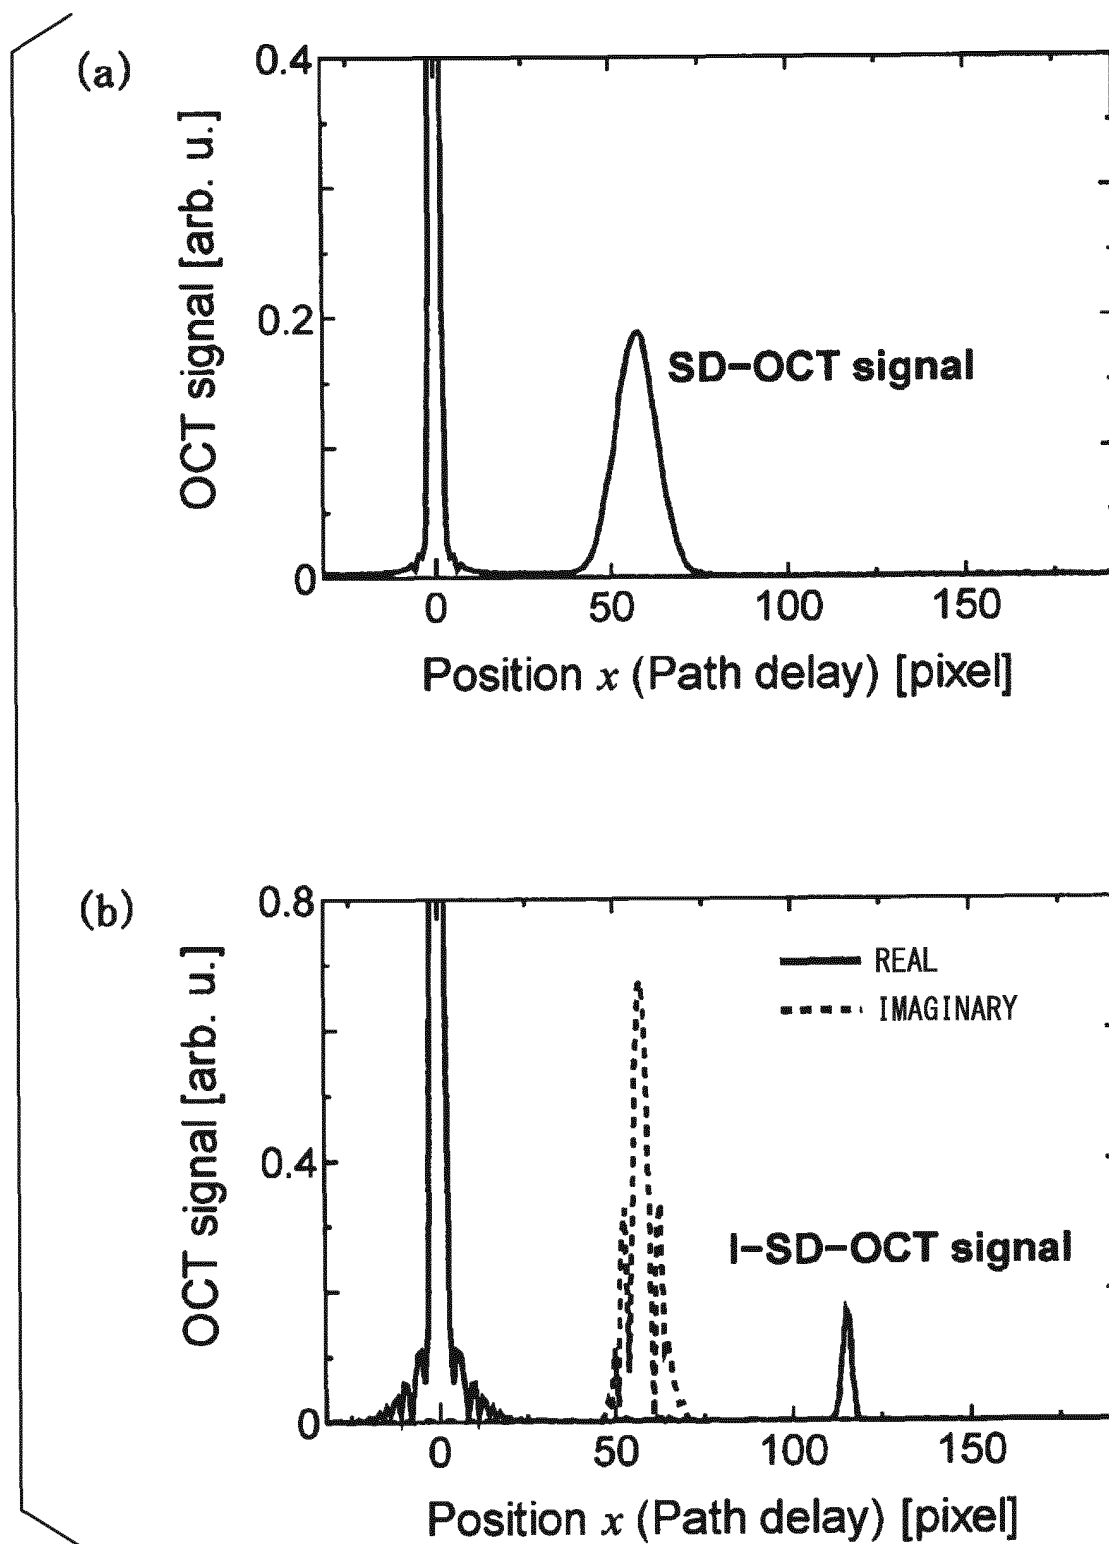 (a)
0.4
0.2
0
OCT signal [arb. u.]
SD-OCT signal
0 50 100 150
Position x (Path delay) [pixel]
(b)
0.8
0.4
0
OCT signal [arb. u.]
REAL
IMAGINARY
I-SD-OCT signal
0 50 100 150
Position x (Path delay) [pixel]